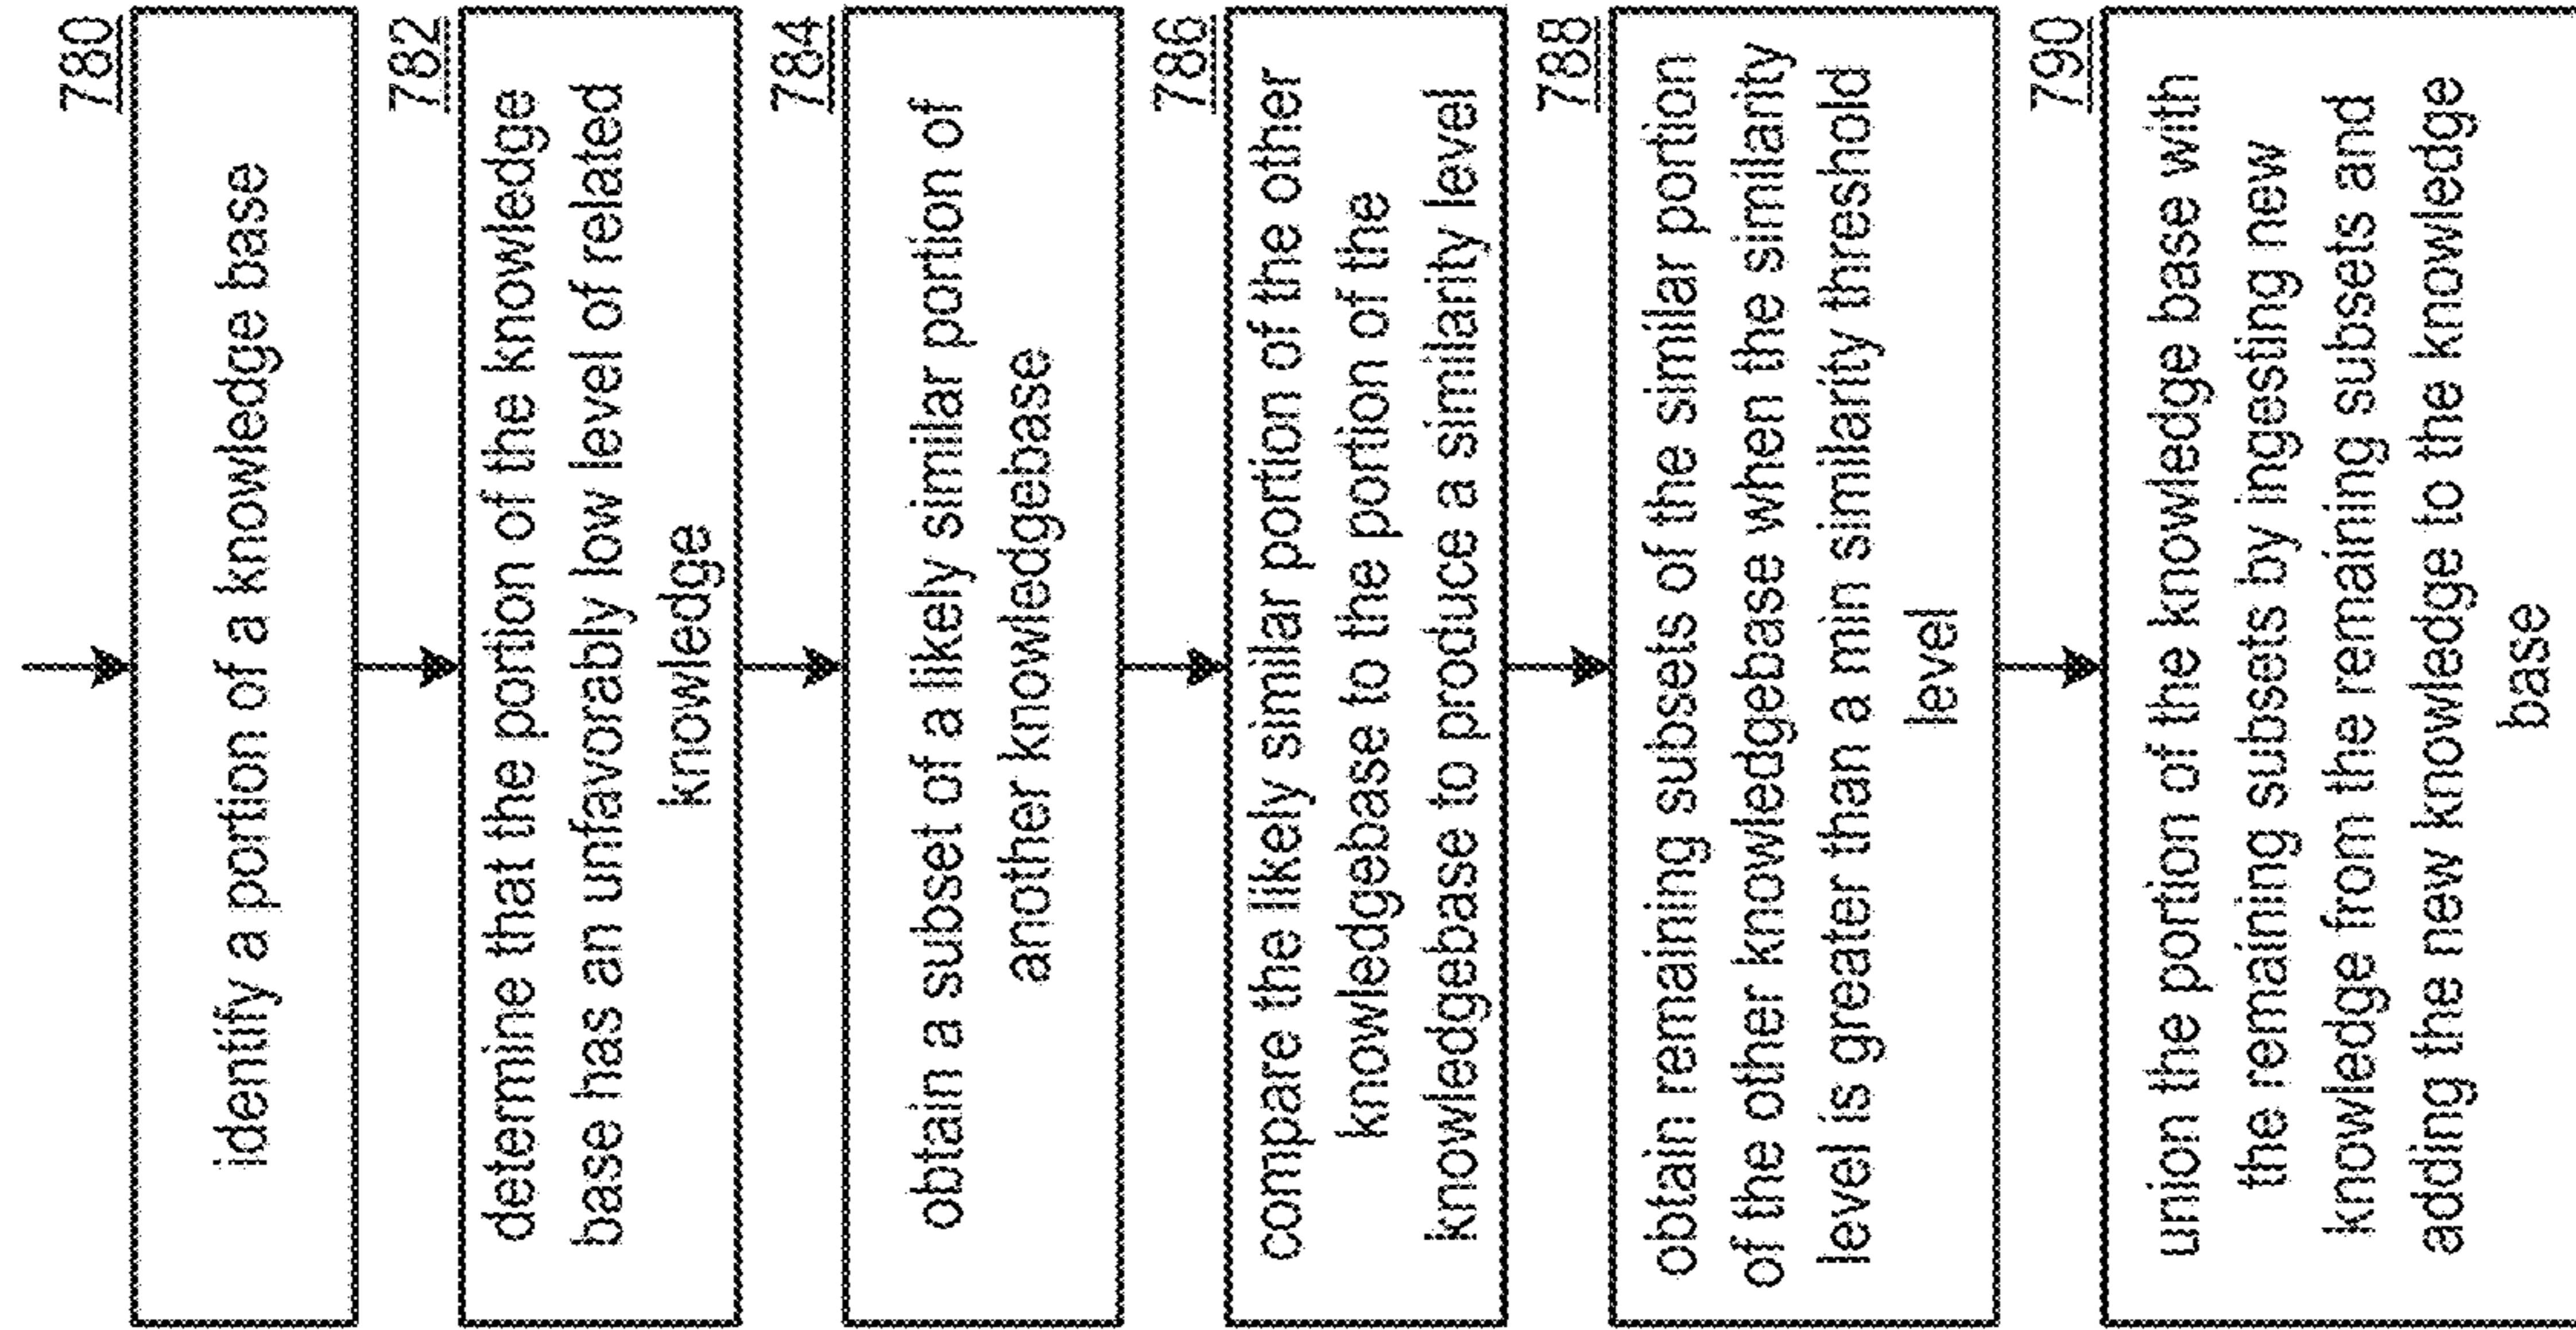 780
identify a portion of a knowledge base
782
determine that the portion of the knowledge
base has an unfavorably low level of related
knowledge
784
obtain a subset of a likely similar portion of
another knowledgebase
786
compare the likely similar portion of the other
knowledgebase to the portion of the
knowledgebase to produce a similarity level
788
obtain remaining subsets of the similar portion
of the other knowledgebase when the similarity
level is greater than a min similarity threshold
level
790
union the portion of the knowledge base with
the remaining subsets by ingesting new
knowledge from the remaining subsets and
adding the new knowledge to the knowledge
base